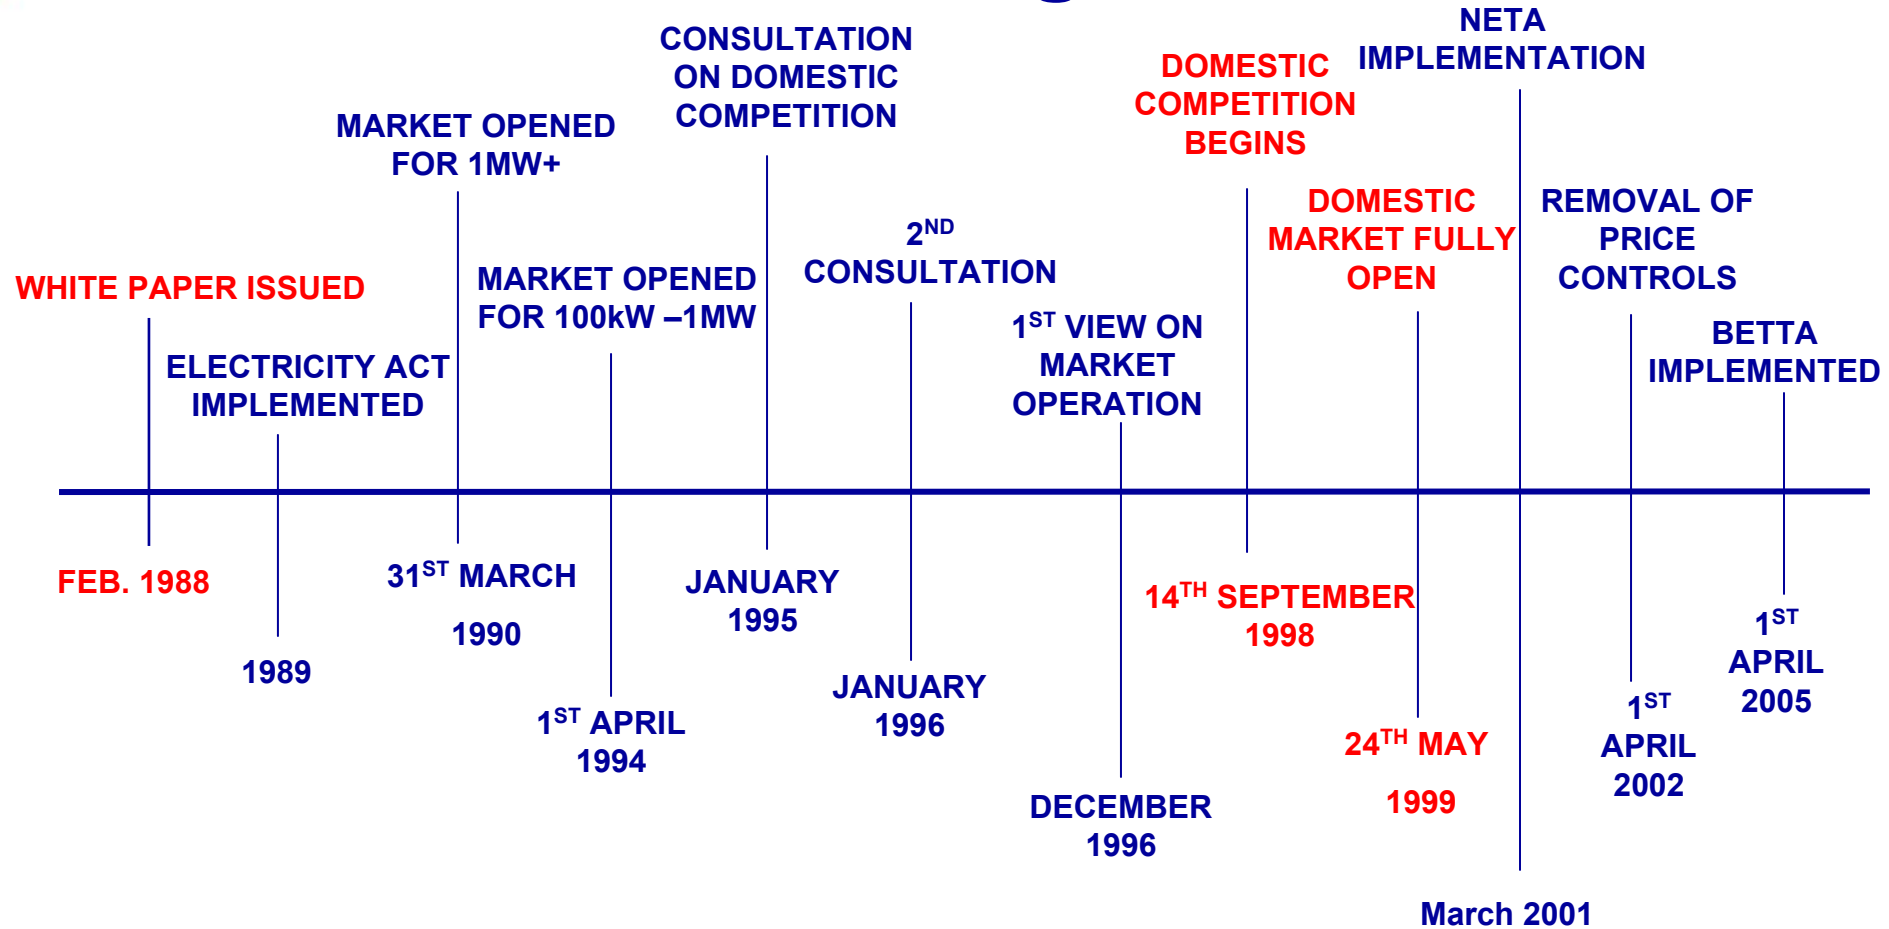 WHITE PAPER ISSUED
FEB. 1988
ELECTRICITY ACT
IMPLEMENTED
1989
MARKET OPENED
FOR 1MW+
31ST MARCH
1990
MARKET OPENED
FOR 100kW –1MW
1ST APRIL
1994
CONSULTATION
ON DOMESTIC
COMPETITION
JANUARY
1995
2ND
CONSULTATION
JANUARY
1996
1ST VIEW ON
MARKET
OPERATION
DECEMBER
1996
DOMESTIC
COMPETITION
BEGINS
14TH SEPTEMBER
1998
DOMESTIC
MARKET FULLY
OPEN
24TH MAY
1999
NETA
IMPLEMENTATION
March 2001
REMOVAL OF
PRICE
CONTROLS
1ST
APRIL
2002
BETTA
IMPLEMENTED
1ST
APRIL
2005